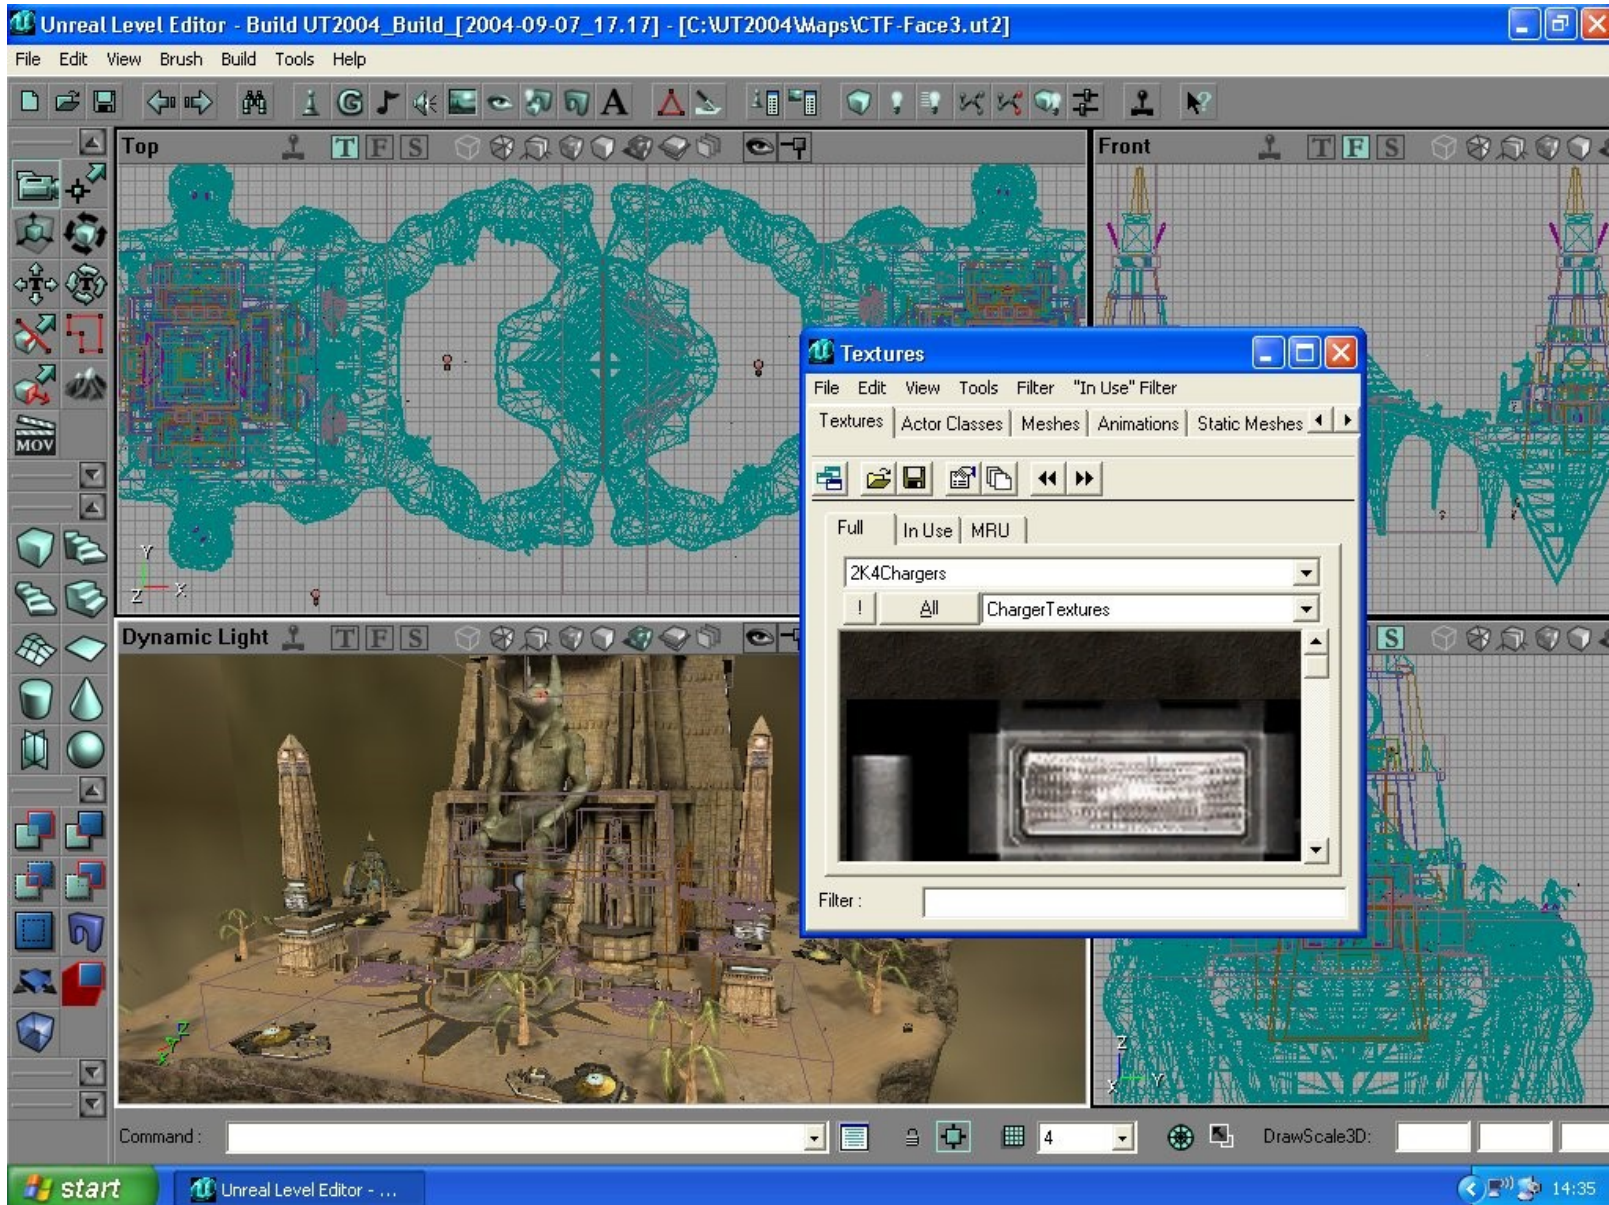 Unreal Level Editor - Build UT2004_Build_[2004-09-07_17.17] - [C:\UT2004\Maps\CTF-Face3.ut2]
File Edit View Brush Build Tools Help
G A
Top T F S
Front T F S
T T
MOV
Y
Z X
Textures
File Edit View Tools Filter "In Use" Filter
Textures Actor Classes Meshes Animations Static Meshes
Full In Use MRU
2K4Chargers
! All ChargerTextures
Filter :
Dynamic Light T F S
S
Z
X Y
Command : 4 DrawScale3D:
start Unreal Level Editor - ... 14:35